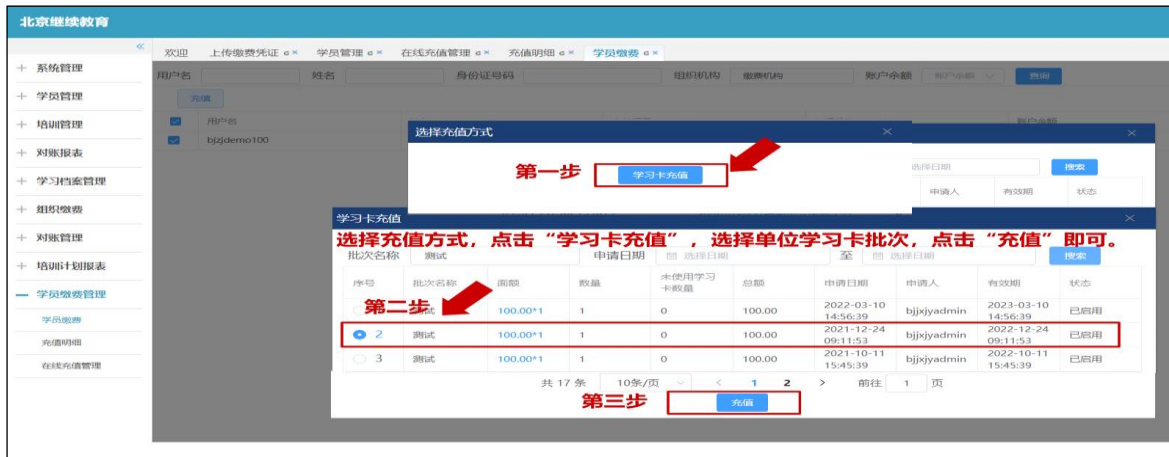 北京继续教育
欢迎 上传缴费凭证 学员管理 在线充值管理 充值明细 学员缴费
系统管理
学员管理
培训管理
对账报表
学习档案管理
组织缴费
对账管理
培训计划报表
学员缴费管理
学员缴费
充值明细
在线充值管理
用户名 姓名 身份证号码 组织机构 缴费机构 账户余额 账户余额 查询
充值
用户名 账户余额
bjzjdemo100
选择充值方式
第一步 学习卡充值
选择日期 搜索
申请人 有效期 状态
学习卡充值
选择充值方式，点击“学习卡充值”，选择单位学习卡批次，点击“充值”即可。
批次名称 测试 申请日期 选择日期 至 选择日期 搜索
序号 批次名称 面额 数量 未使用学习卡数量 总额 申请日期 申请人 有效期 状态
第二步
测试 100.00*1 1 0 100.00 2022-03-10 14:56:39 bjjxjyadmin 2023-03-10 14:56:39 已启用
2 测试 100.00*1 1 0 100.00 2021-12-24 09:11:53 bjjxjyadmin 2022-12-24 09:11:53 已启用
3 测试 100.00*1 1 0 100.00 2021-10-11 15:45:39 bjjxjyadmin 2022-10-11 15:45:39 已启用
共 17 条 10条/页 < 1 2 > 前往 1 页
第三步 充值